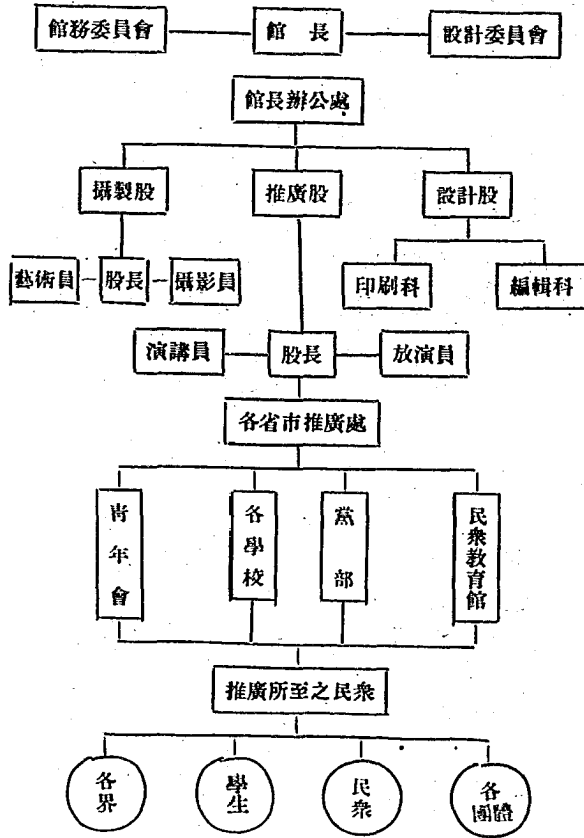 館務委員會 館長 設計委員會
館長辦公處
攝製股 推廣股 設計股
藝術員 股長 攝影員 印刷科 編輯科
演講員 股長 放演員
各省市推廣處
青年會 各學校 黨部 民衆教育館
推廣所至之民衆
各界 學生 民衆 各團體